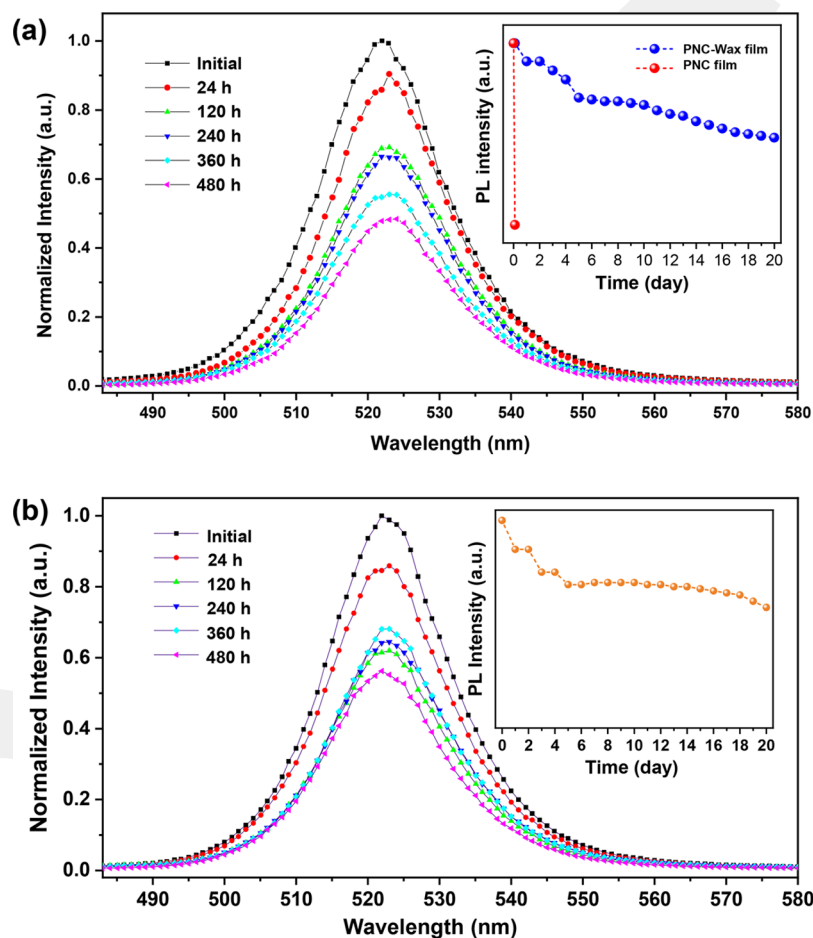 (a)
1.0
0.8
0.6
0.4
0.2
0.0
Normalized Intensity (a.u.)
Initial
24 h
120 h
240 h
360 h
480 h
490 500 510 520 530 540 550 560 570 580
Wavelength (nm)
PNC-Wax film
PNC film
PL intensity (a.u.)
0 2 4 6 8 10 12 14 16 18 20
Time (day)
(b)
1.0
0.8
0.6
0.4
0.2
0.0
Normalized Intensity (a.u.)
Initial
24 h
120 h
240 h
360 h
480 h
490 500 510 520 530 540 550 560 570 580
Wavelength (nm)
PL Intensity (a.u.)
0 2 4 6 8 10 12 14 16 18 20
Time (day)